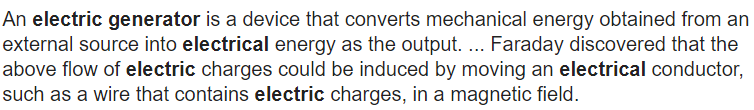 An electric generator is a device that converts mechanical energy obtained from an
external source into electrical energy as the output. ... Faraday discovered that the
above flow of electric charges could be induced by moving an electrical conductor,
such as a wire that contains electric charges, in a magnetic field.